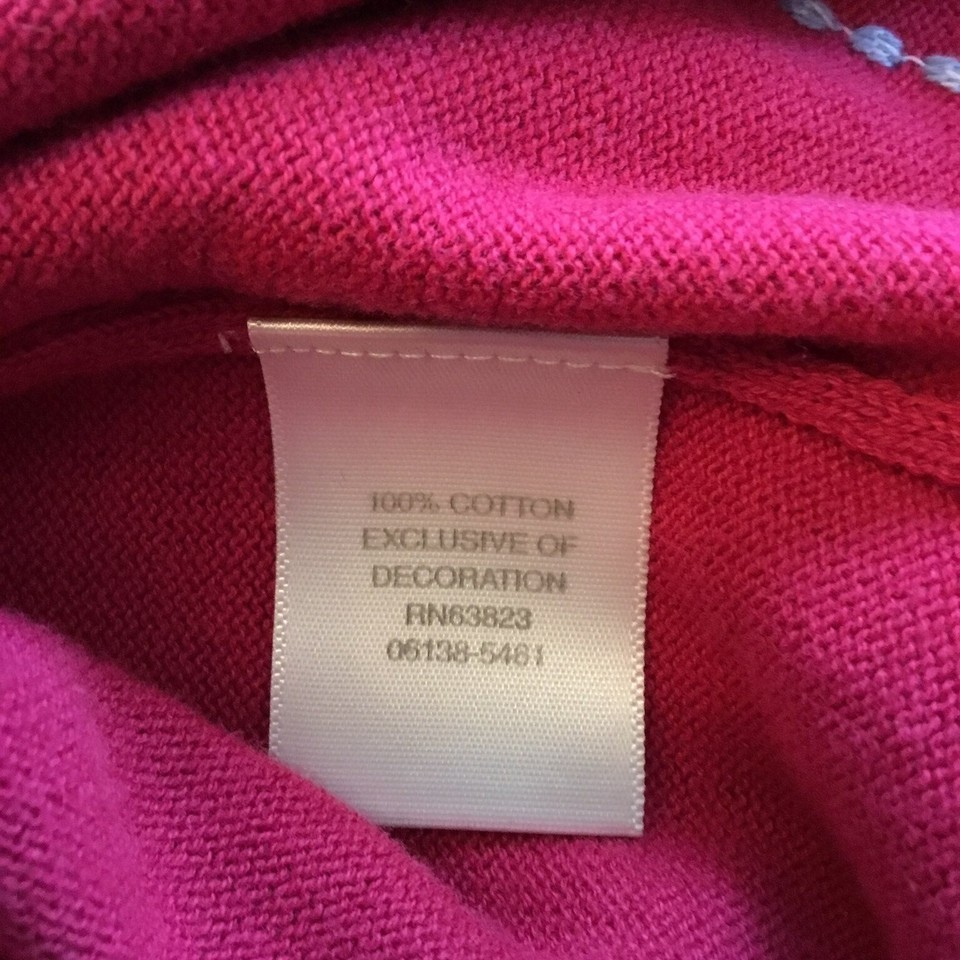 100% COTTON
EXCLUSIVE OF
DECORATION
RN63823
06138-5461